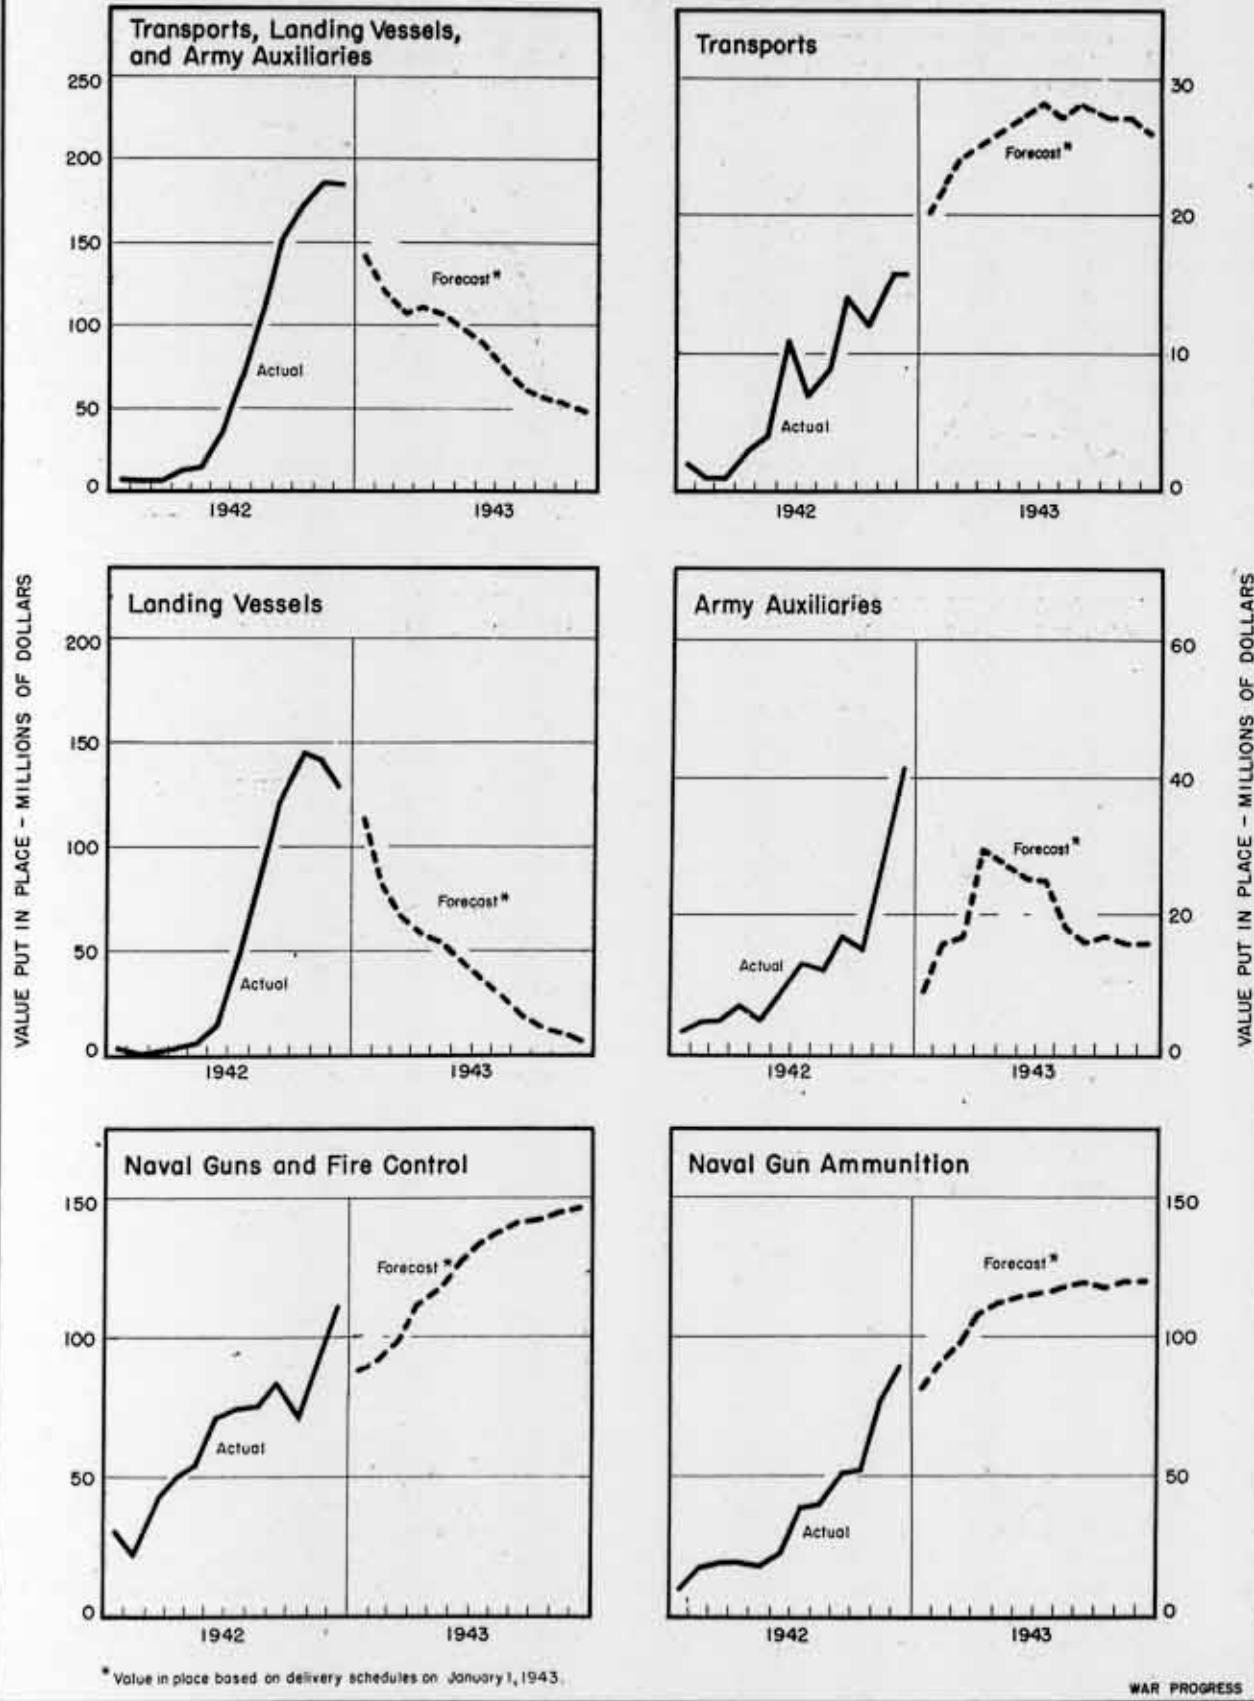 Transports, Landing Vessels,
and Army Auxiliaries
250
200
150
100
50
0
Forecast*
Actual
1942
1943
Transports
30
20
10
0
Forecast*
Actual
1942
1943
VALUE PUT IN PLACE – MILLIONS OF DOLLARS
Landing Vessels
200
150
100
50
0
Forecast*
Actual
1942
1943
Army Auxiliaries
60
40
20
0
Forecast*
Actual
1942
1943
VALUE PUT IN PLACE – MILLIONS OF DOLLARS
Naval Guns and Fire Control
150
100
50
0
Forecast*
Actual
1942
1943
Naval Gun Ammunition
150
100
50
0
Forecast*
Actual
1942
1943
* Value in place based on delivery schedules on January 1, 1943.
WAR PROGRESS